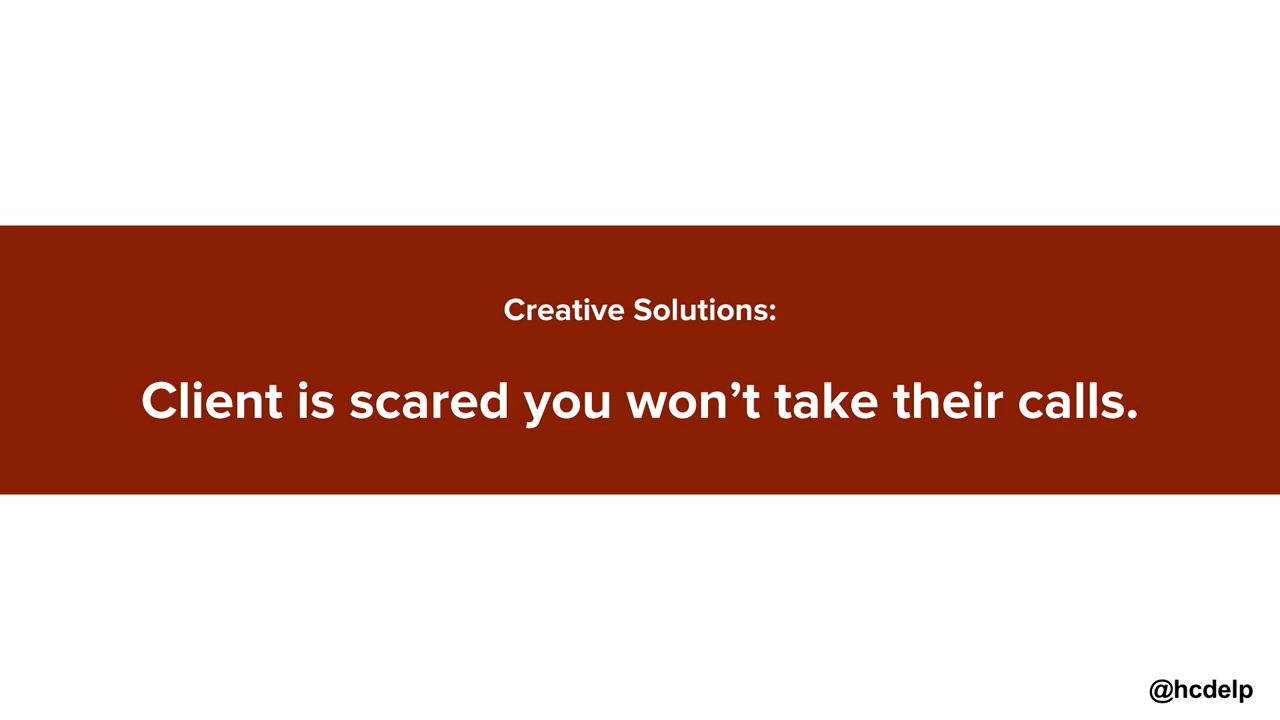 Creative Solutions:
Client is scared you won’t take their calls.
@hcdelp